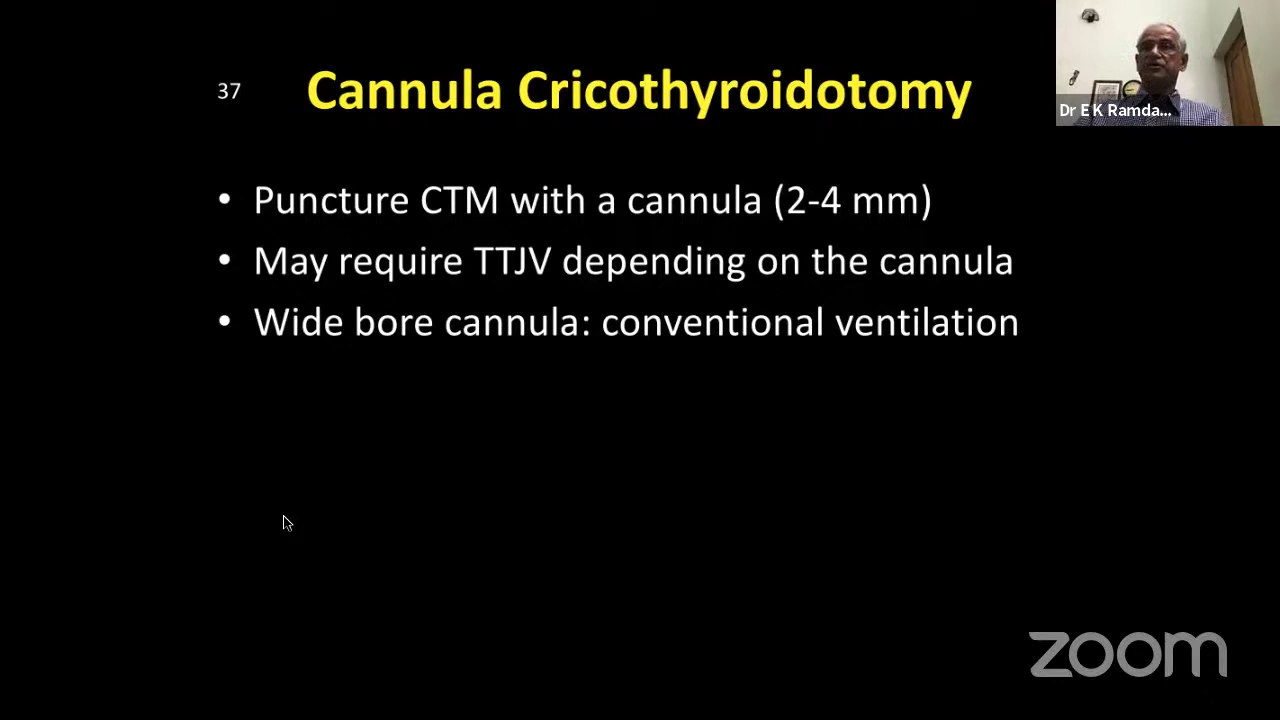 37
Cannula Cricothyroidotomy
Dr E K Ramda...
• Puncture CTM with a cannula (2-4 mm)
• May require TTJV depending on the cannula
• Wide bore cannula: conventional ventilation
zoom